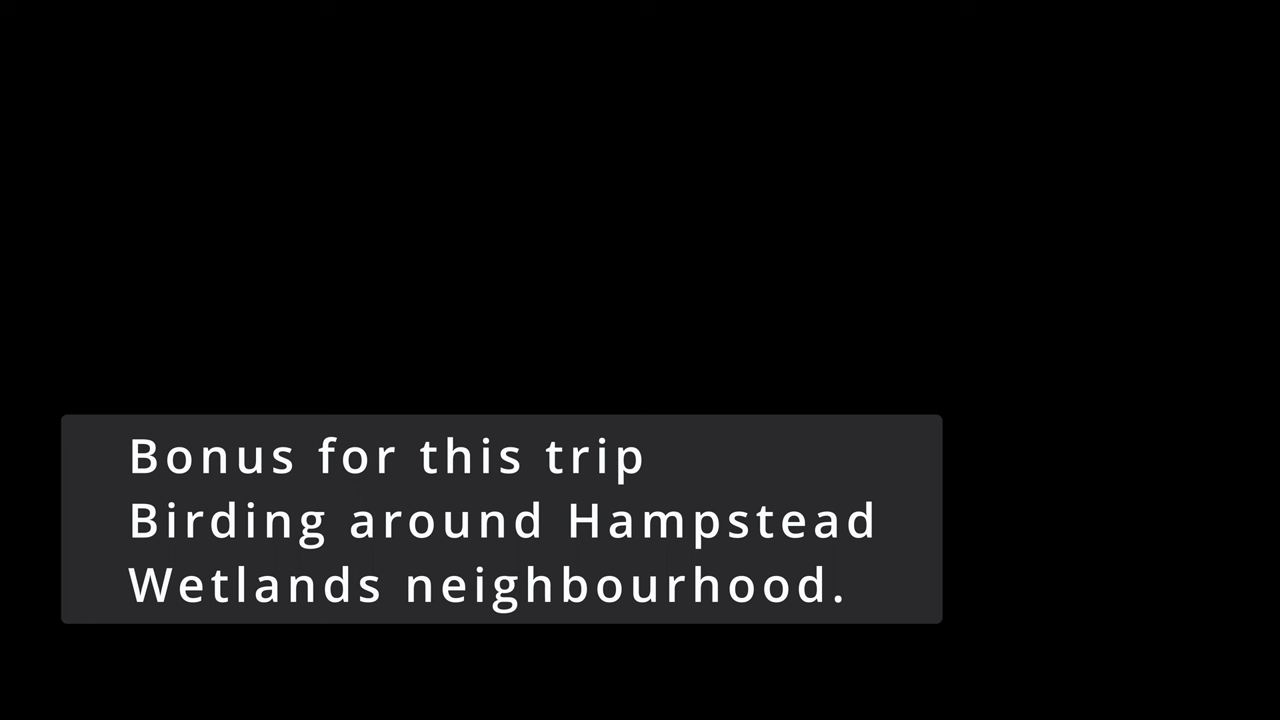 Bonus for this trip
Birding around Hampstead
Wetlands neighbourhood.